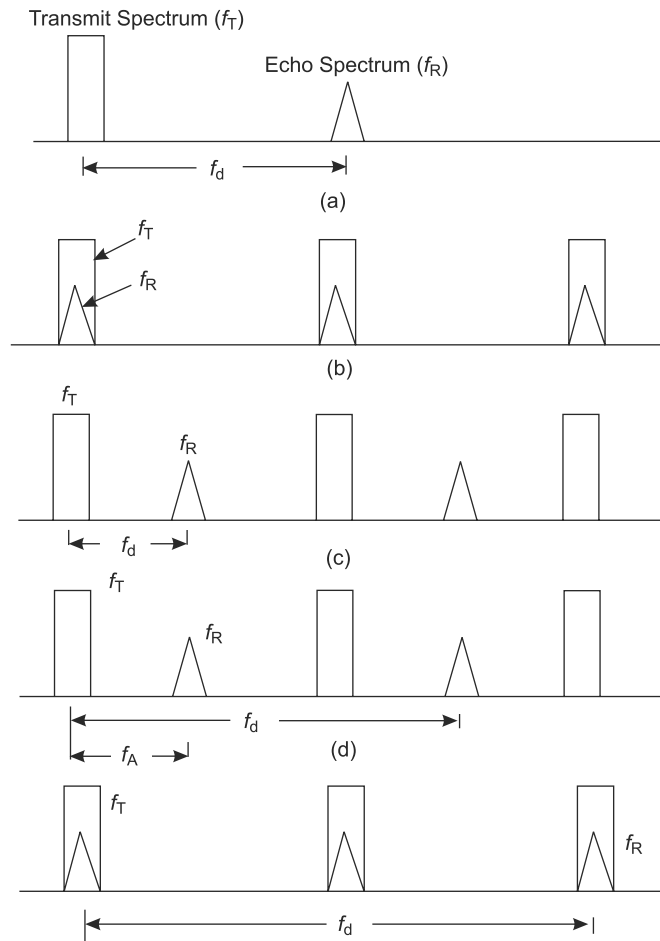 Transmit Spectrum (fT)
Echo Spectrum (fR)
fd
(a)
fT
fR
(b)
fT
fR
fd
(c)
fT
fR
fd
fA
(d)
fT
fR
fd